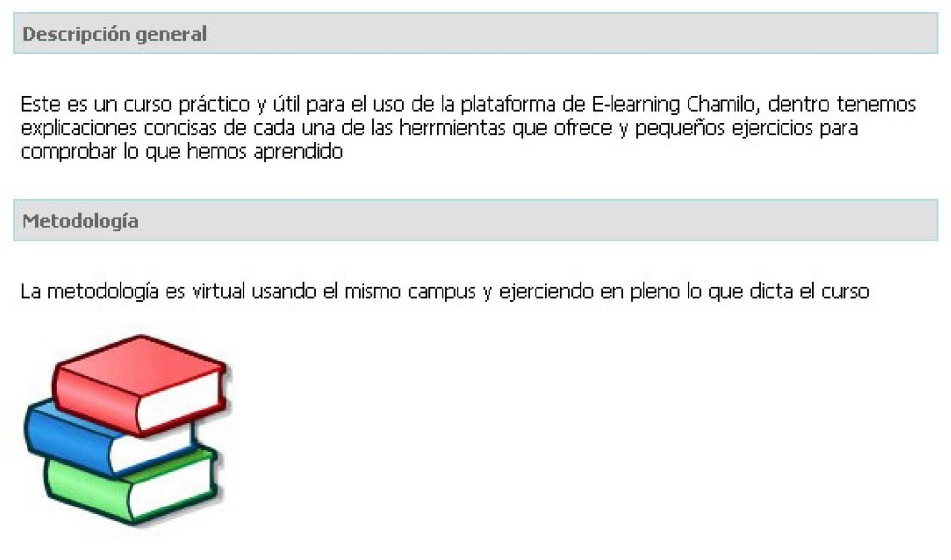 Descripción general
Este es un curso práctico y útil para el uso de la plataforma de E-learning Chamilo, dentro tenemos
explicaciones concisas de cada una de las herrmientas que ofrece y pequeños ejercicios para
comprobar lo que hemos aprendido
Metodología
La metodología es virtual usando el mismo campus y ejerciendo en pleno lo que dicta el curso